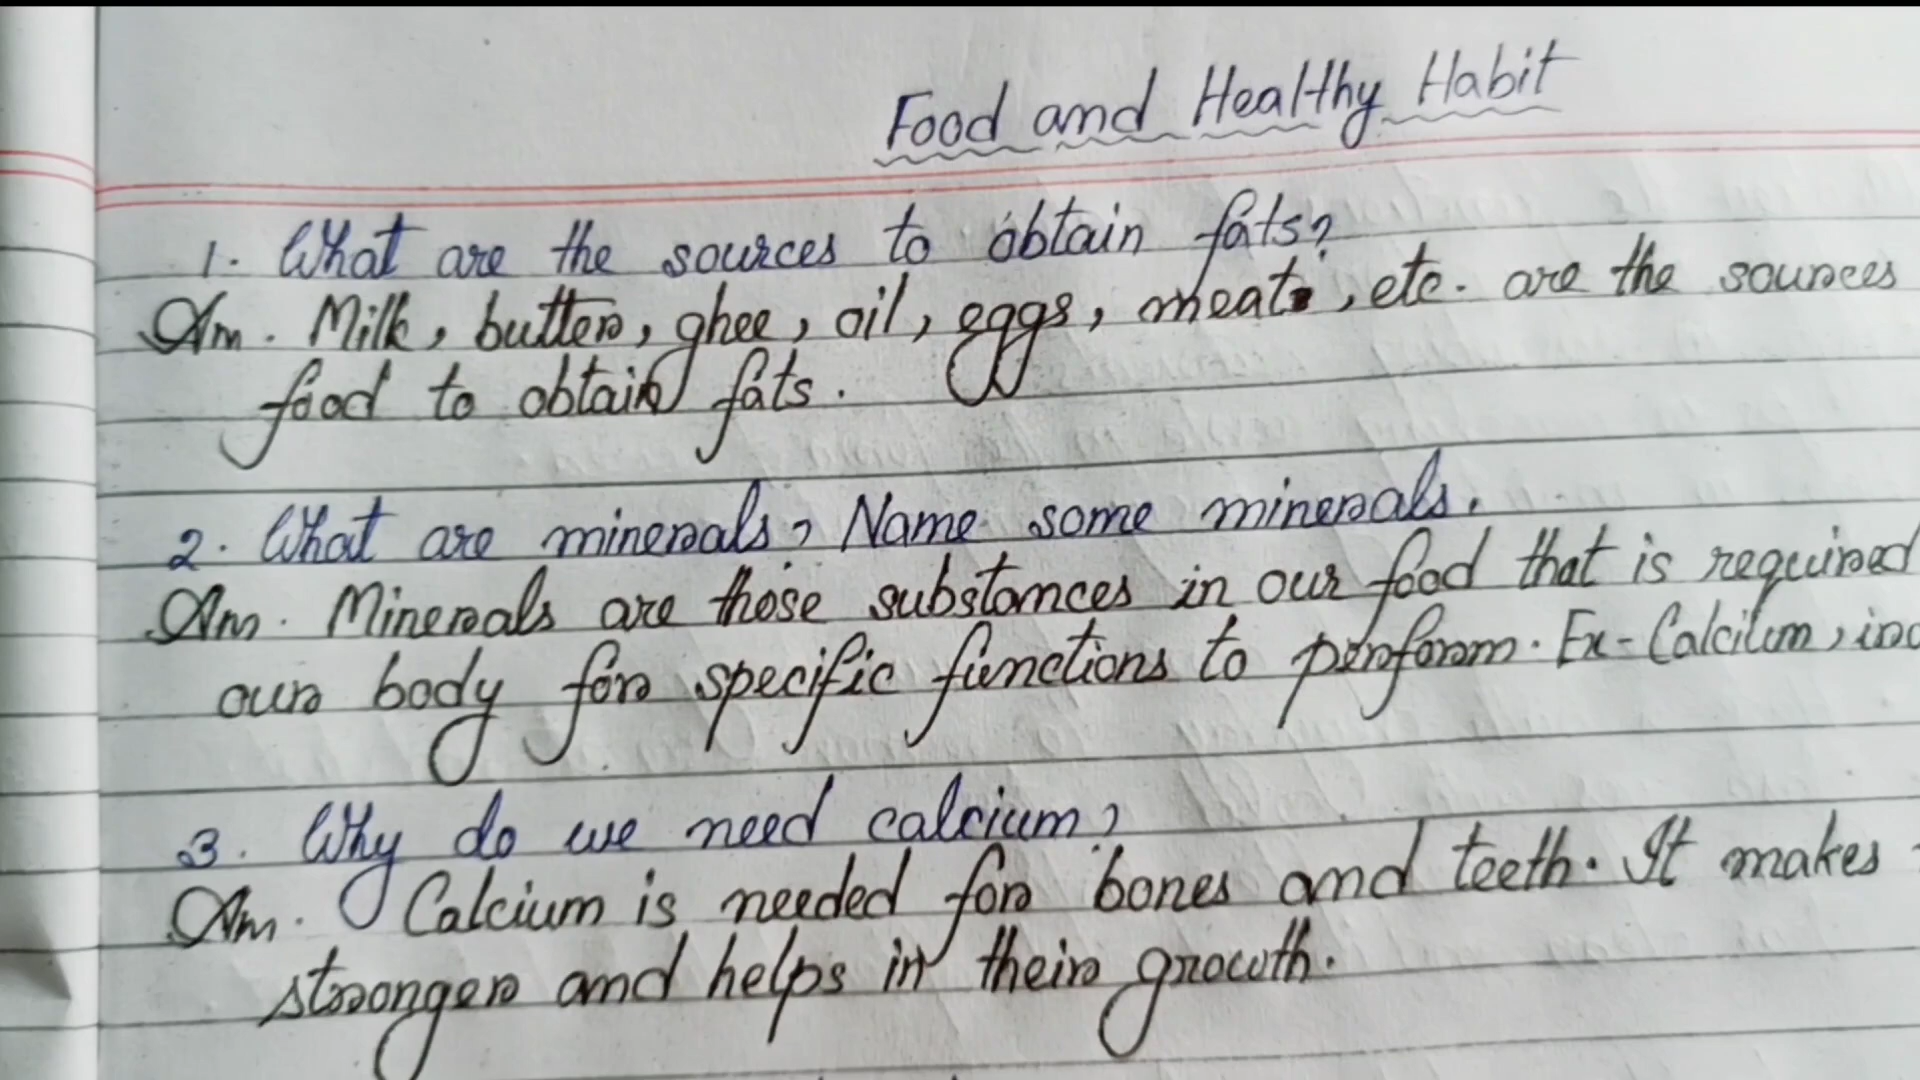 Food and Healthy Habit
1. What are the sources to obtain fats?
Ans. Milk, butter, ghee, oil, eggs, meat, etc. are the sources
food to obtain fats.
2. What are minerals? Name some minerals.
Ans. Minerals are those substances in our food that is required
our body for specific functions to perform. Ex-Calcium,
3. Why do we need calcium?
Ans. Calcium is needed for bones and teeth. It makes
stronger and helps in their growth.